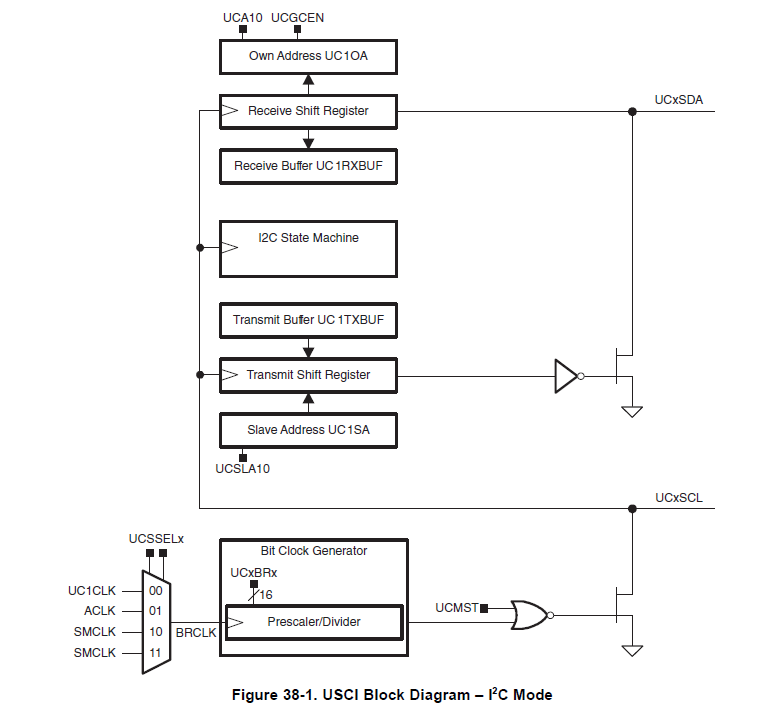 UCA10 UCGCEN
Own Address UC1OA
Receive Shift Register
UCxSDA
Receive Buffer UC1RXBUF
I2C State Machine
Transmit Buffer UC1TXBUF
Transmit Shift Register
Slave Address UC1SA
UCSLA10
UCxSCL
UCSSELx
Bit Clock Generator
UCxBRx
UC1CLK 00
16
ACLK 01
UCMST
SMCLK 10
Prescaler/Divider
BRCLK
SMCLK 11
Figure 38-1. USCI Block Diagram – I²C Mode